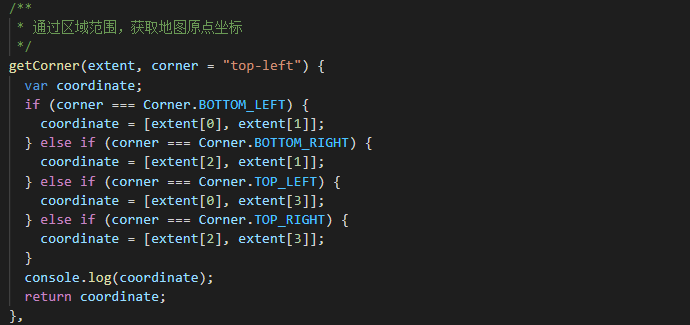 /**
 * 通过区域范围，获取地图原点坐标
 */
getCorner(extent, corner = "top-left") {
  var coordinate;
  if (corner === Corner.BOTTOM_LEFT) {
    coordinate = [extent[0], extent[1]];
  } else if (corner === Corner.BOTTOM_RIGHT) {
    coordinate = [extent[2], extent[1]];
  } else if (corner === Corner.TOP_LEFT) {
    coordinate = [extent[0], extent[3]];
  } else if (corner === Corner.TOP_RIGHT) {
    coordinate = [extent[2], extent[3]];
  }
  console.log(coordinate);
  return coordinate;
},